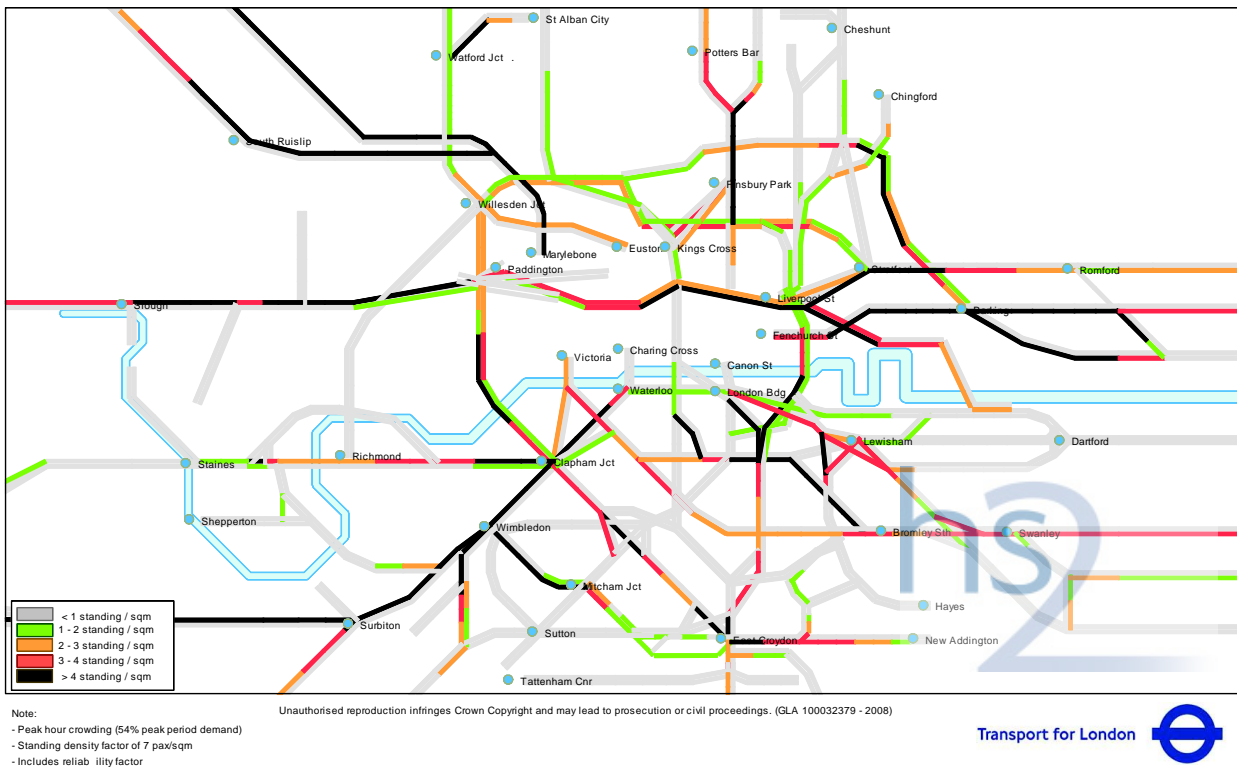 St Alban City
Cheshunt
Potters Bar
Watford Jct .
Chingford
South Ruislip
Finsbury Park
Willesden Jct
Euston
Kings Cross
Marylebone
Paddington
Stratford
Romford
Slough
Liverpool St
Barking
Fenchurch St
Victoria
Charing Cross
Canon St
Waterloo
London Bdg
Lewisham
Dartford
Richmond
Staines
Clapham Jct
Shepperton
Wimbledon
Bromley Sth
Swanley
hs2
Mitcham Jct
Hayes
Surbiton
Sutton
East Croydon
New Addington
Tattenham Cnr
< 1 standing / sqm
1 - 2 standing / sqm
2 - 3 standing / sqm
3 - 4 standing / sqm
> 4 standing / sqm
Unauthorised reproduction infringes Crown Copyright and may lead to prosecution or civil proceedings. (GLA 100032379 - 2008)
Note:
- Peak hour crowding (54% peak period demand)
- Standing density factor of 7 pax/sqm
- Includes reliab ility factor
Transport for London